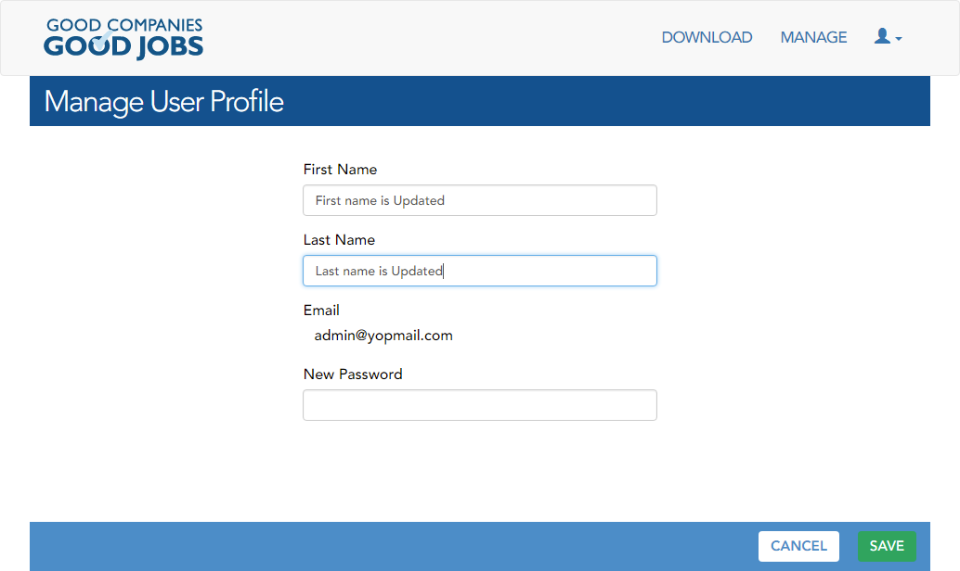 GOOD COMPANIES
GOOD JOBS
DOWNLOAD MANAGE
Manage User Profile
First Name
First name is Updated
Last Name
Last name is Updated
Email
admin@yopmail.com
New Password
CANCEL SAVE